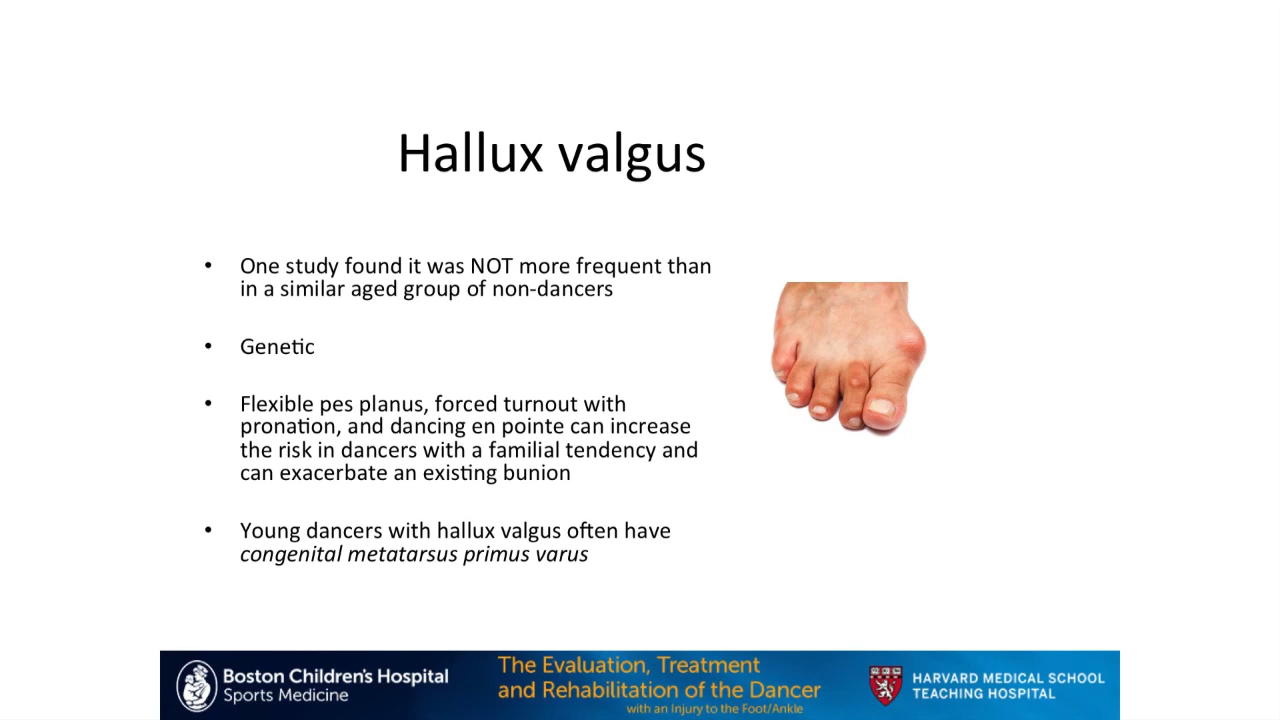 Hallux valgus
• One study found it was NOT more frequent than
in a similar aged group of non-dancers
• Genetic
• Flexible pes planus, forced turnout with
pronation, and dancing en pointe can increase
the risk in dancers with a familial tendency and
can exacerbate an existing bunion
• Young dancers with hallux valgus often have
congenital metatarsus primus varus
Boston Children's Hospital
Sports Medicine
The Evaluation, Treatment
and Rehabilitation of the Dancer
with an Injury to the Foot/Ankle
HARVARD MEDICAL SCHOOL
TEACHING HOSPITAL